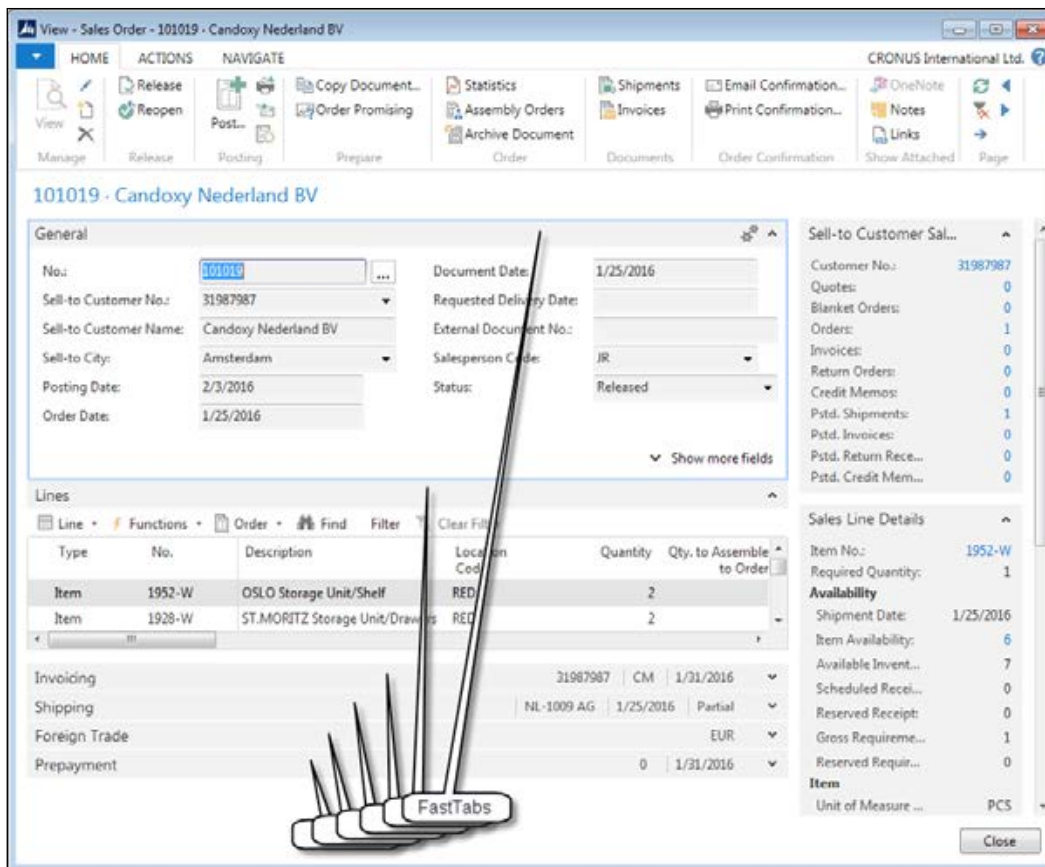 View - Sales Order - 101019 - Candoxy Nederland BV
HOME ACTIONS NAVIGATE CRONUS International Ltd.
View
Release
Reopen
Post...
Copy Document...
Order Promising
Statistics
Assembly Orders
Archive Document
Shipments
Invoices
Email Confirmation...
Print Confirmation...
OneNote
Notes
Links
Manage Release Posting Prepare Order Documents Order Confirmation Show Attached Page
101019 · Candoxy Nederland BV
General
No.: 101019 ...
Sell-to Customer No.: 31987987
Sell-to Customer Name: Candoxy Nederland BV
Sell-to City: Amsterdam
Posting Date: 2/3/2016
Order Date: 1/25/2016
Document Date: 1/25/2016
Requested Delivery Date:
External Document No.:
Salesperson Code: JR
Status: Released
Show more fields
Lines
Line Functions Order Find Filter Clear Filter
Type No. Description Location Code Quantity Qty. to Assemble to Order
Item 1952-W OSLO Storage Unit/Shelf RED 2
Item 1928-W ST.MORITZ Storage Unit/Drawers RED 2
Invoicing 31987987 CM 1/31/2016
Shipping NL-1009 AG 1/25/2016 Partial
Foreign Trade EUR
Prepayment 0 1/31/2016
FastTabs
Sell-to Customer Sal...
Customer No.: 31987987
Quotes: 0
Blanket Orders: 0
Orders: 1
Invoices: 0
Return Orders: 0
Credit Memos: 0
Pstd. Shipments: 1
Pstd. Invoices: 0
Pstd. Return Rece... 0
Pstd. Credit Mem... 0
Sales Line Details
Item No.: 1952-W
Required Quantity: 1
Availability
Shipment Date: 1/25/2016
Item Availability: 6
Available Invent... 7
Scheduled Recei... 0
Reserved Receipt: 0
Gross Requireme... 1
Reserved Requir... 0
Item
Unit of Measure ... PCS
Close